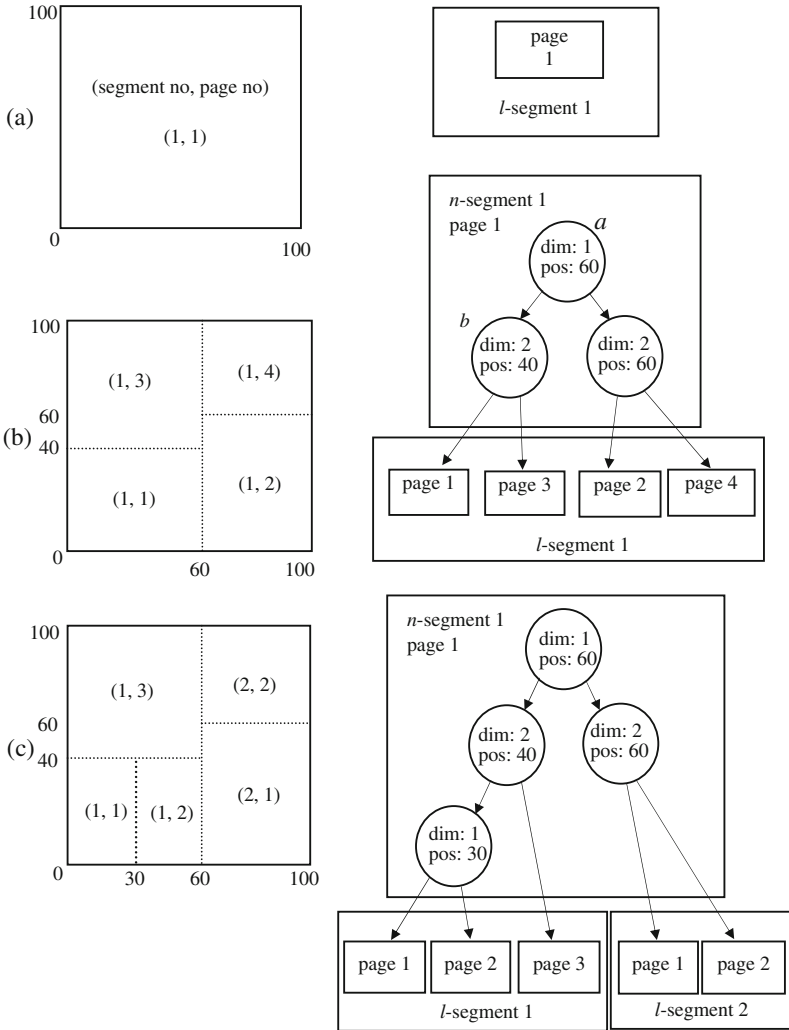 100
(segment no, page no)
(1, 1)
(a)
0
100
page
1
l-segment 1
n-segment 1
page 1
a
dim: 1
pos: 60
b
dim: 2
pos: 40
dim: 2
pos: 60
page 1
page 3
page 2
page 4
l-segment 1
100
(1, 3)
(1, 4)
60
(b)
40
(1, 1)
(1, 2)
0
60
100
n-segment 1
page 1
dim: 1
pos: 60
dim: 2
pos: 40
dim: 2
pos: 60
dim: 1
pos: 30
page 1
page 2
page 3
l-segment 1
page 1
page 2
l-segment 2
100
(1, 3)
(2, 2)
60
(c)
40
(1, 1)
(1, 2)
(2, 1)
0
30
60
100